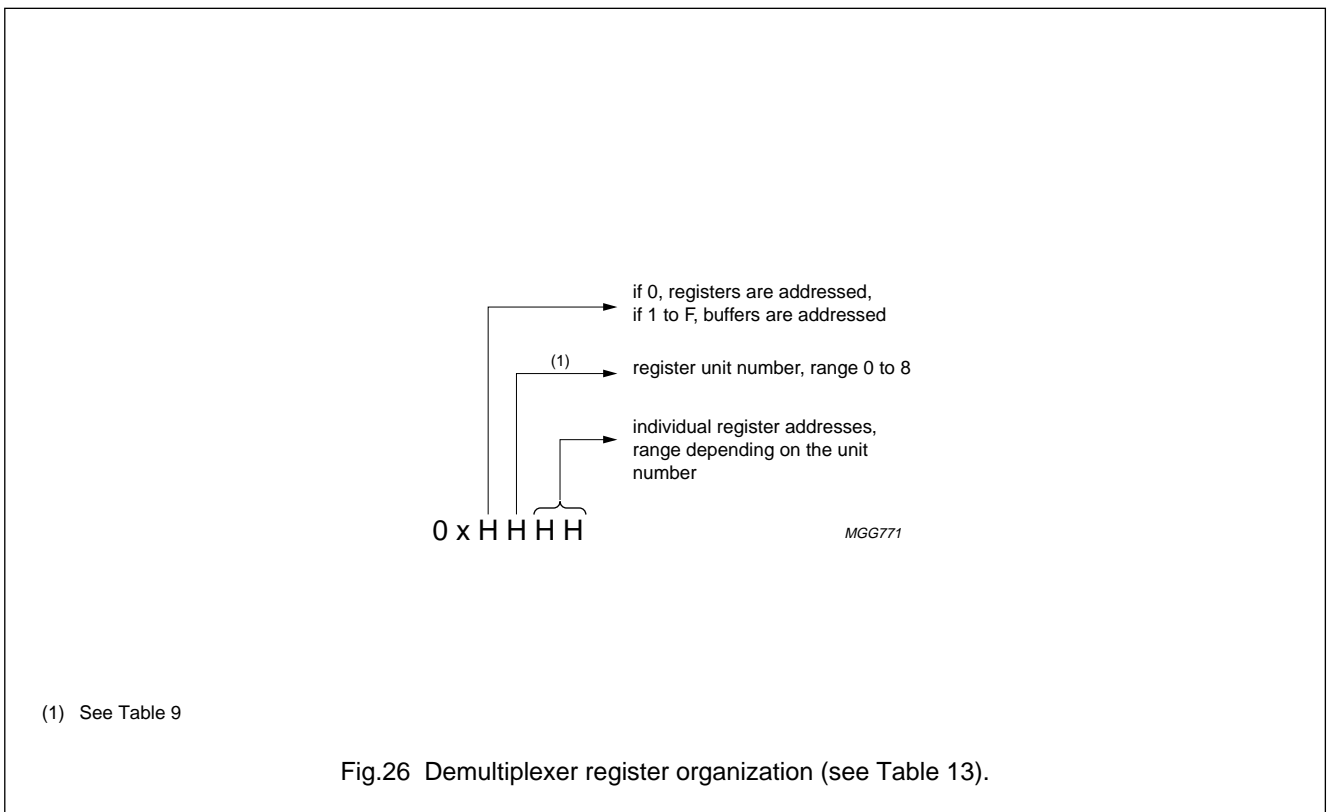 if 0, registers are addressed,
if 1 to F, buffers are addressed
(1)
register unit number, range 0 to 8
individual register addresses,
range depending on the unit
number
0 x H H H H
MGG771
(1) See Table 9
Fig.26 Demultiplexer register organization (see Table 13).